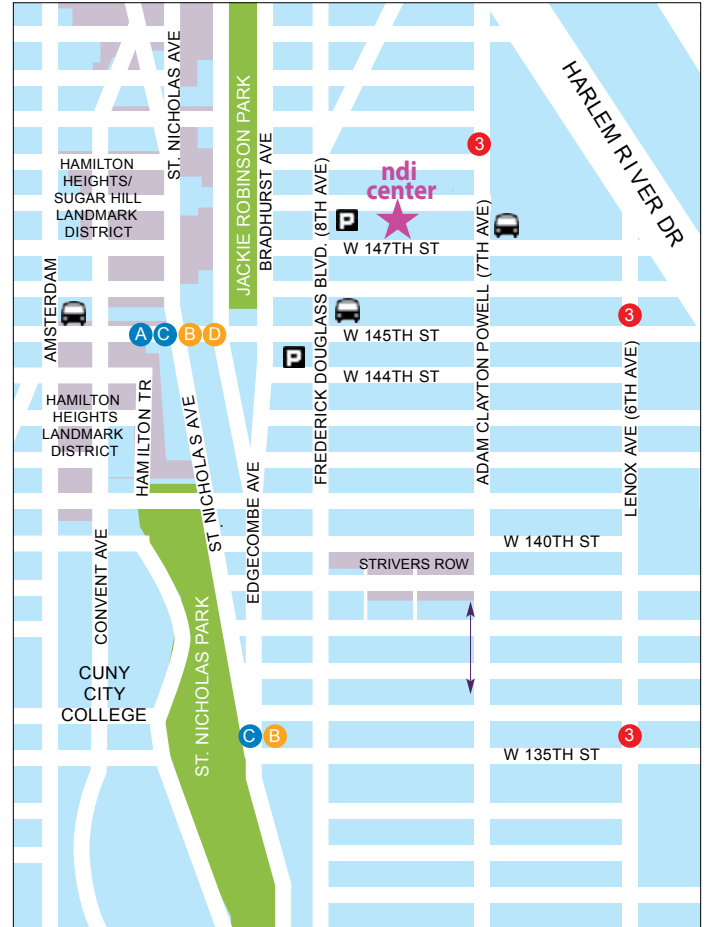 ST. NICHOLAS AVE
JACKIE ROBINSON PARK
BRADHURST AVE
HARLEM RIVER DR
3
HAMILTON
HEIGHTS/
SUGAR HILL
LANDMARK
DISTRICT
ndi
center
P
W 147TH ST
FREDERICK DOUGLASS BLVD. (8TH AVE)
ADAM CLAYTON POWELL (7TH AVE)
AMSTERDAM
A
C
B
D
3
W 145TH ST
P
W 144TH ST
HAMILTON
HEIGHTS
LANDMARK
DISTRICT
HAMILTON TR
ST. NICHOLAS AVE
EDGECOMBE AVE
LENOX AVE (6TH AVE)
W 140TH ST
STRIVERS ROW
CONVENT AVE
CUNY
CITY
COLLEGE
ST. NICHOLAS PARK
C
B
3
W 135TH ST